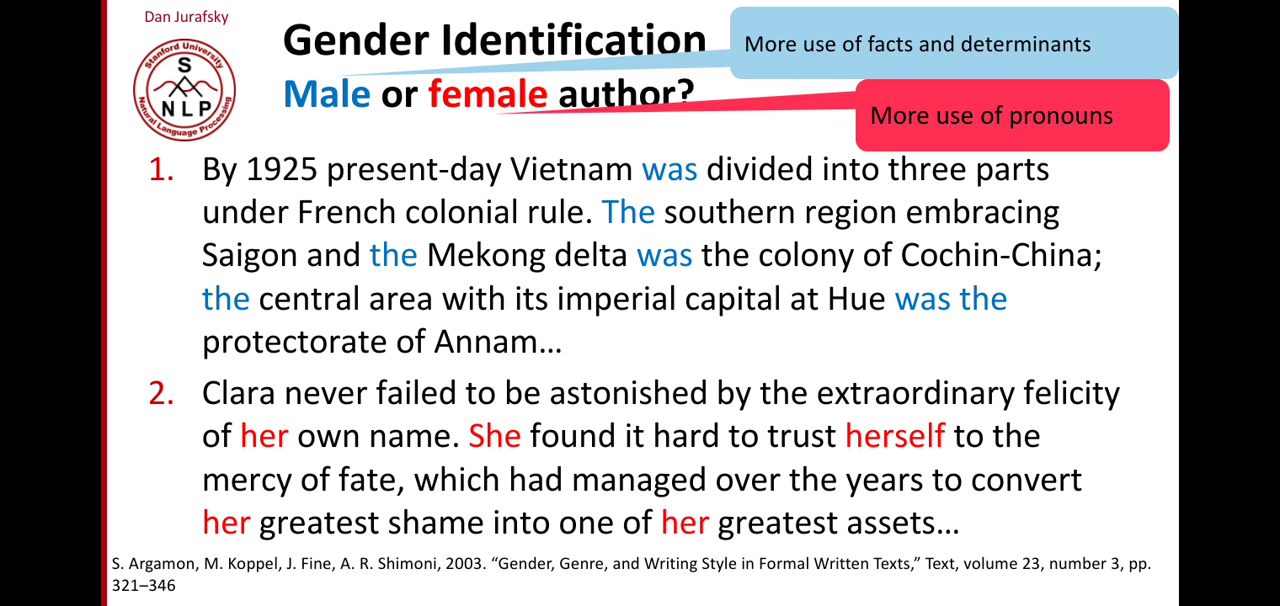 Dan Jurafsky
Stanford University
S
NLP
Natural Language Processing
Gender Identification
Male or female author?
More use of facts and determinants
More use of pronouns
1. By 1925 present-day Vietnam was divided into three parts
under French colonial rule. The southern region embracing
Saigon and the Mekong delta was the colony of Cochin-China;
the central area with its imperial capital at Hue was the
protectorate of Annam…
2. Clara never failed to be astonished by the extraordinary felicity
of her own name. She found it hard to trust herself to the
mercy of fate, which had managed over the years to convert
her greatest shame into one of her greatest assets…
S. Argamon, M. Koppel, J. Fine, A. R. Shimoni, 2003. “Gender, Genre, and Writing Style in Formal Written Texts,” Text, volume 23, number 3, pp.
321–346